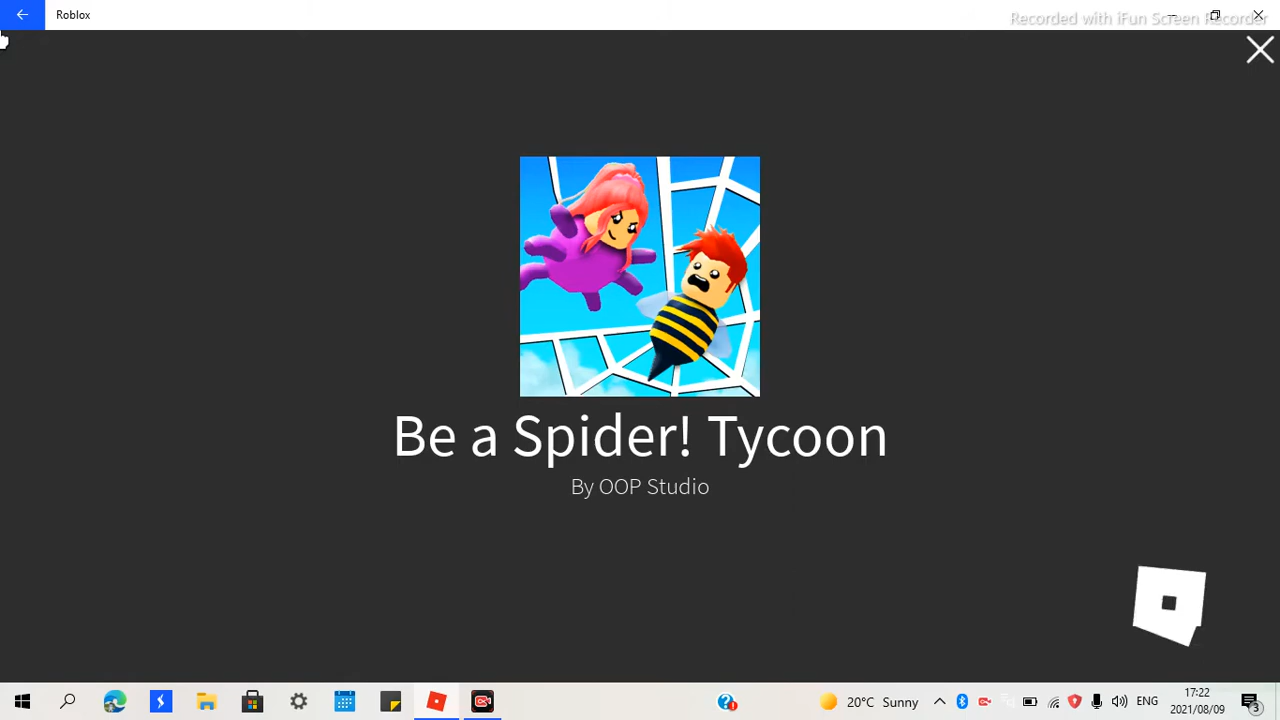 Roblox
Recorded with iFun Screen Recorder
Be a Spider! Tycoon
By OOP Studio
20°C Sunny
ENG
17:22
2021/08/09
3